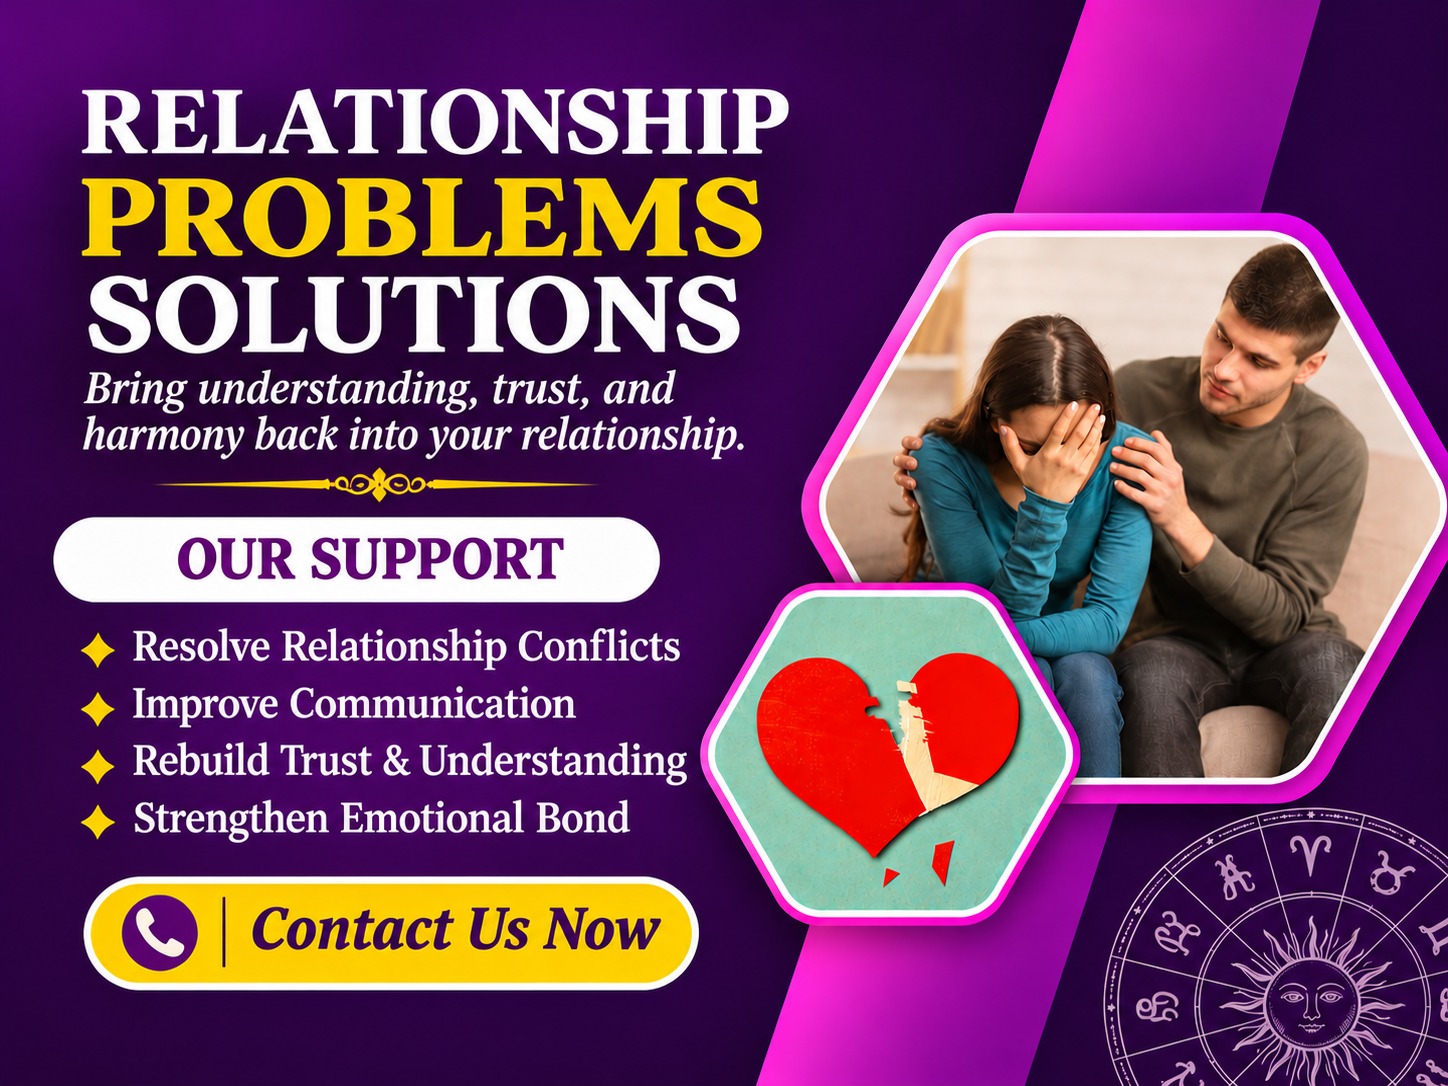 RELATIONSHIP
PROBLEMS
SOLUTIONS
Bring understanding, trust, and
harmony back into your relationship.
OUR SUPPORT
Resolve Relationship Conflicts
Improve Communication
Rebuild Trust & Understanding
Strengthen Emotional Bond
Contact Us Now